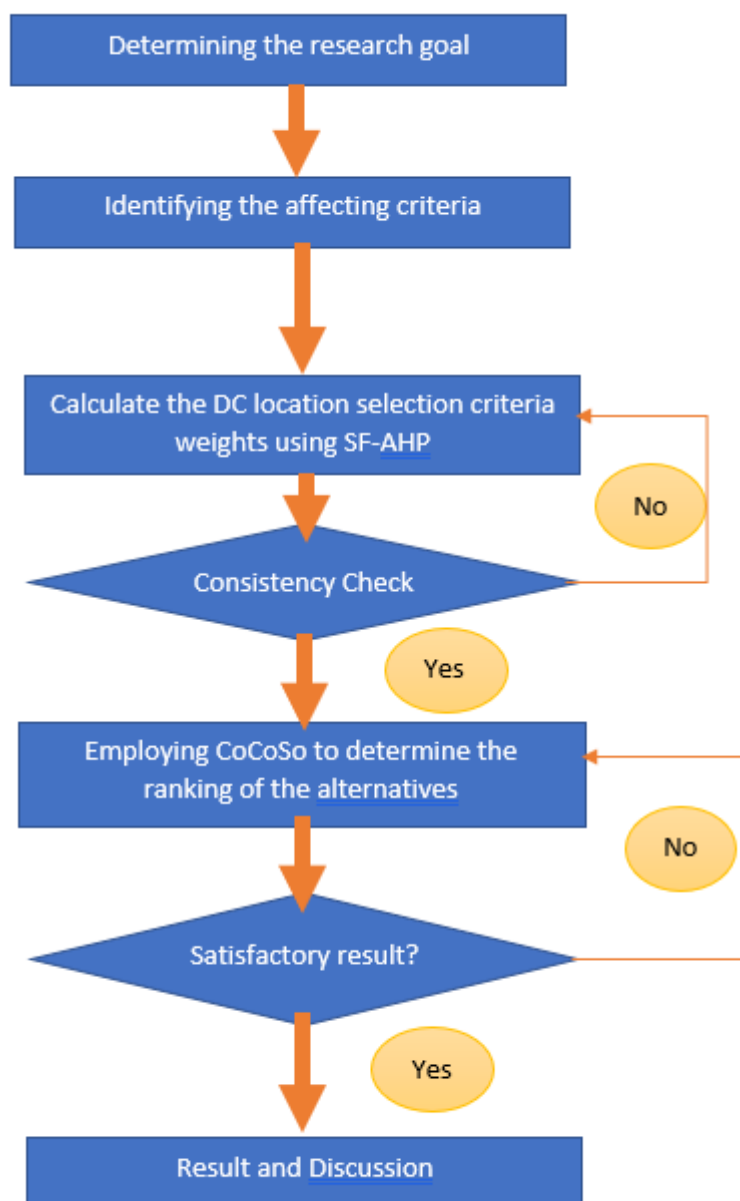 Determining the research goal
Identifying the affecting criteria
Calculate the DC location selection criteria
weights using SF-AHP
No
Consistency Check
Yes
Employing CoCoSo to determine the
ranking of the alternatives
No
Satisfactory result?
Yes
Result and Discussion